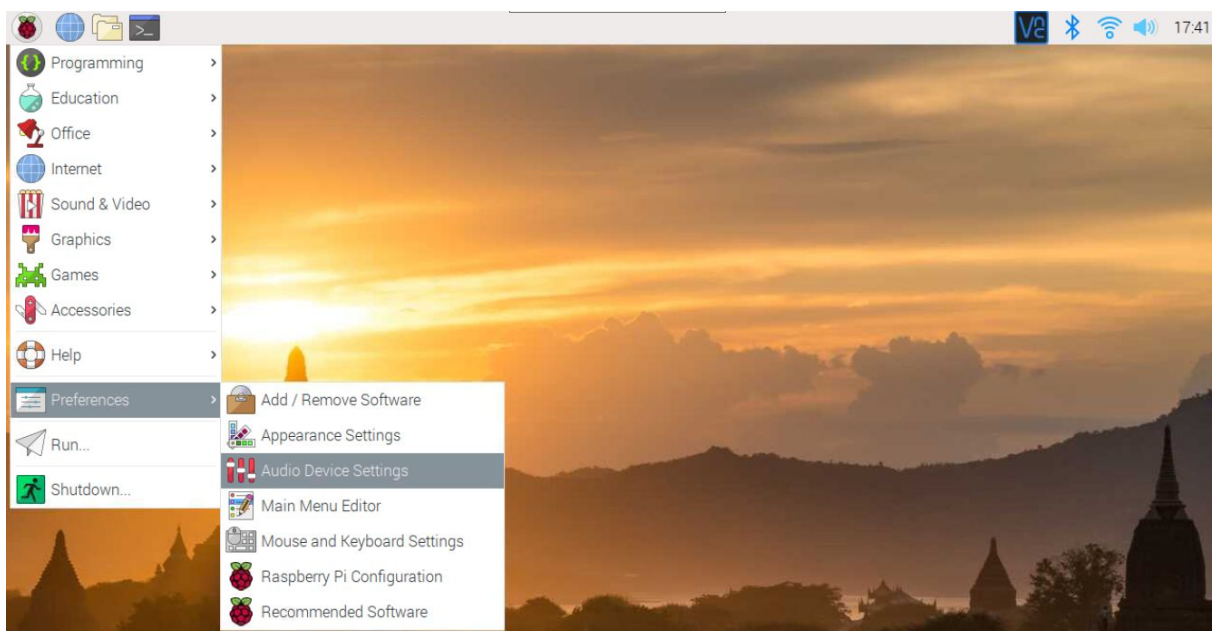 VNC
17:41
Programming
Education
Office
Internet
Sound & Video
Graphics
Games
Accessories
Help
Preferences
Run...
Shutdown...
Add / Remove Software
Appearance Settings
Audio Device Settings
Main Menu Editor
Mouse and Keyboard Settings
Raspberry Pi Configuration
Recommended Software